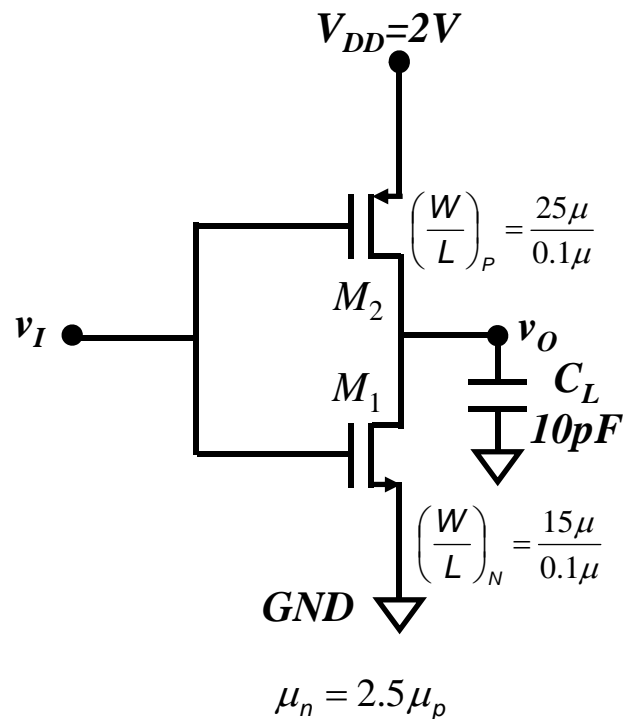 V_DD=2V
(W/L)_P = 25μ/0.1μ
M_2
v_I
v_O
M_1
C_L
10pF
(W/L)_N = 15μ/0.1μ
GND
μ_n = 2.5μ_p